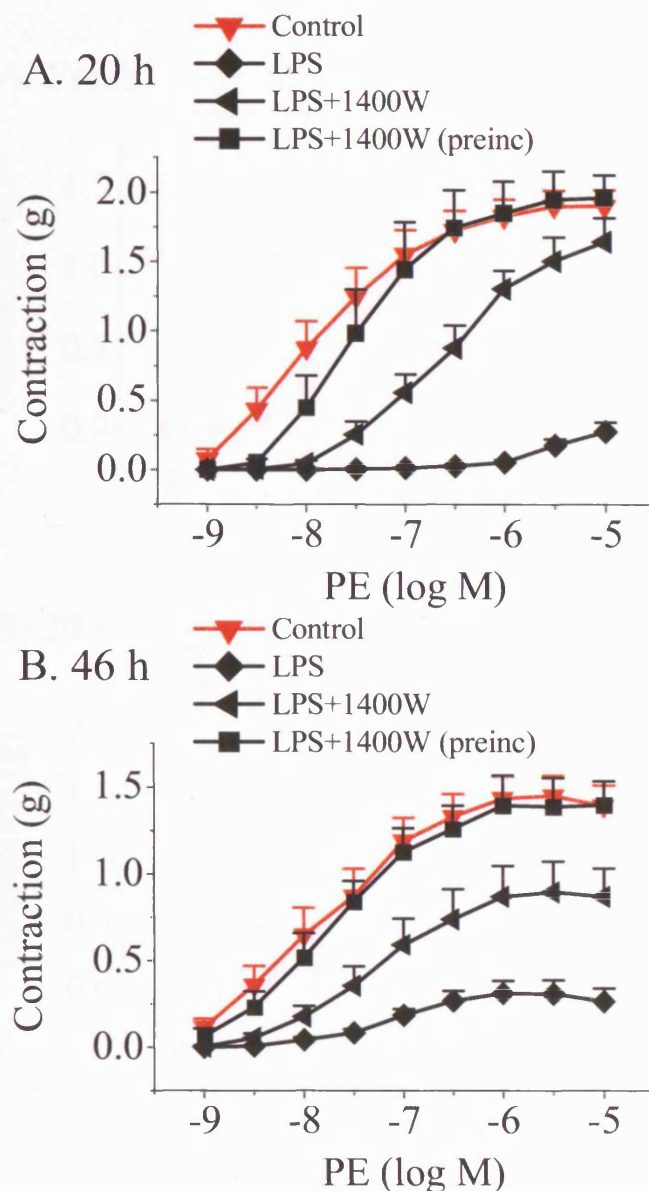 Control
LPS
A. 20 h
LPS+1400W
LPS+1400W (preinc)
2.0
1.5
1.0
0.5
0.0
Contraction (g)
-9 -8 -7 -6 -5
PE (log M)
Control
LPS
B. 46 h
LPS+1400W
LPS+1400W (preinc)
1.5
1.0
0.5
0.0
Contraction (g)
-9 -8 -7 -6 -5
PE (log M)